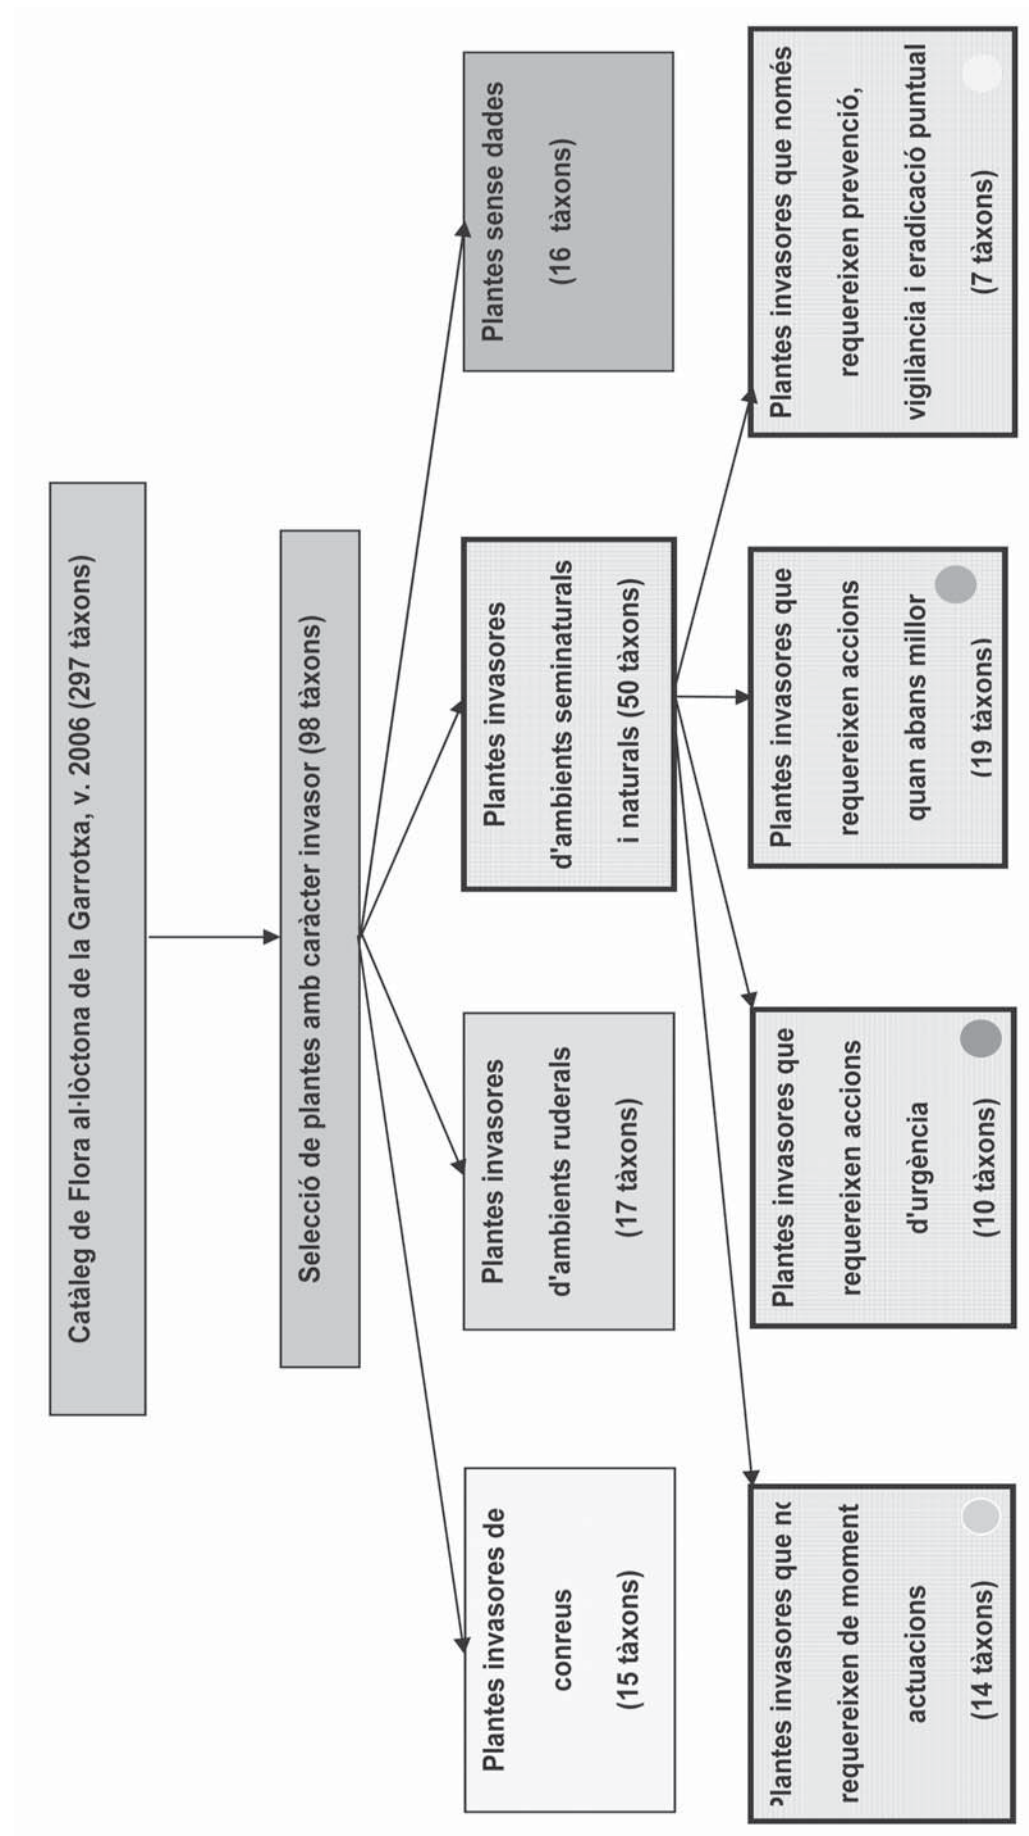 Catàleg de Flora al·lòctona de la Garrotxa, v. 2006 (297 tàxons)
Selecció de plantes amb caràcter invasor (98 tàxons)
Plantes invasores de
conreus
(15 tàxons)
Plantes invasores
d'ambients ruderals
(17 tàxons)
Plantes invasores
d'ambients seminaturals
i naturals (50 tàxons)
Plantes sense dades
(16 tàxons)
Plantes invasores que no
requereixen de moment
actuacions
(14 tàxons)
Plantes invasores que
requereixen accions
d'urgència
(10 tàxons)
Plantes invasores que
requereixen accions
quan abans millor
(19 tàxons)
Plantes invasores que només
requereixen prevenció,
vigilància i eradicació puntual
(7 tàxons)